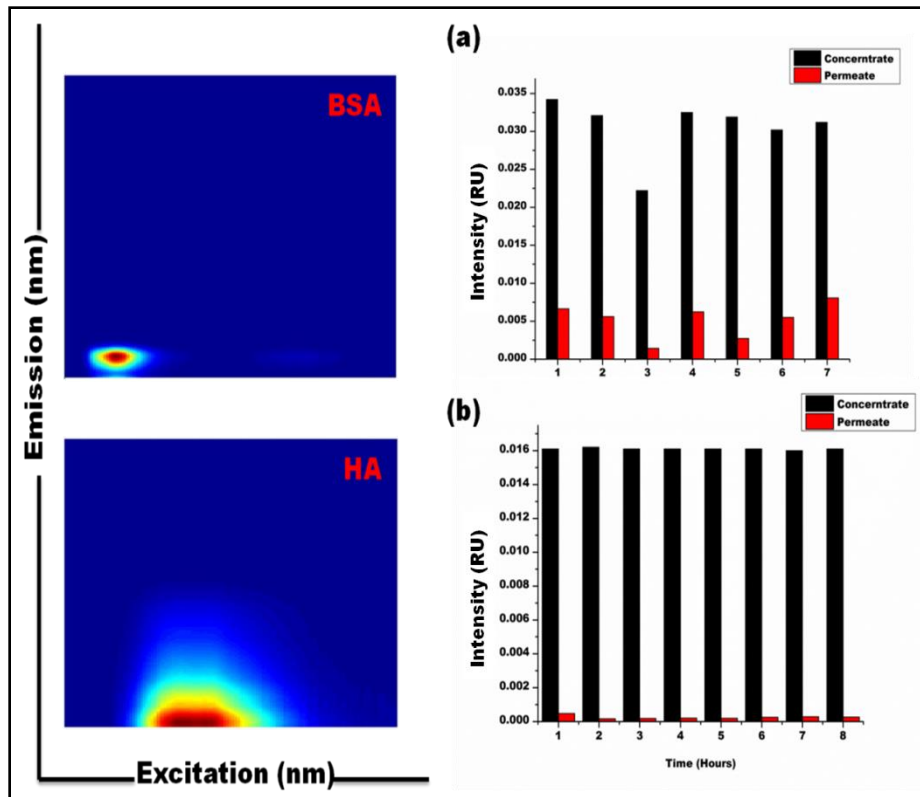 Emission (nm)
BSA
HA
Excitation (nm)
(a)
Concerntrate
Permeate
Intensity (RU)
0.035
0.030
0.025
0.020
0.015
0.010
0.005
0.000
1 2 3 4 5 6 7
(b)
Concerntrate
Permeate
Intensity (RU)
0.016
0.014
0.012
0.010
0.008
0.006
0.004
0.002
0.000
1 2 3 4 5 6 7 8
Time (Hours)